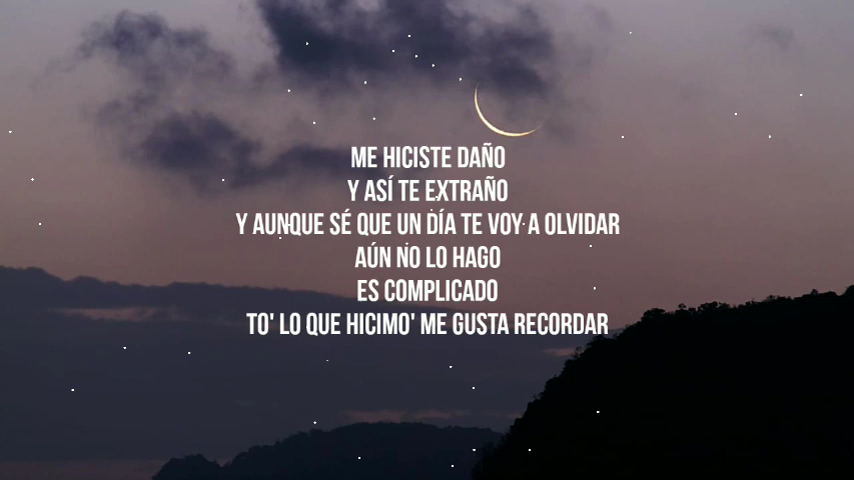 ME HICISTE DAÑO
Y ASÍ TE EXTRAÑO
Y AUNQUE SÉ QUE UN DÍA TE VOY A OLVIDAR
AÚN NO LO HAGO
ES COMPLICADO
TO' LO QUE HICIMO' ME GUSTA RECORDAR